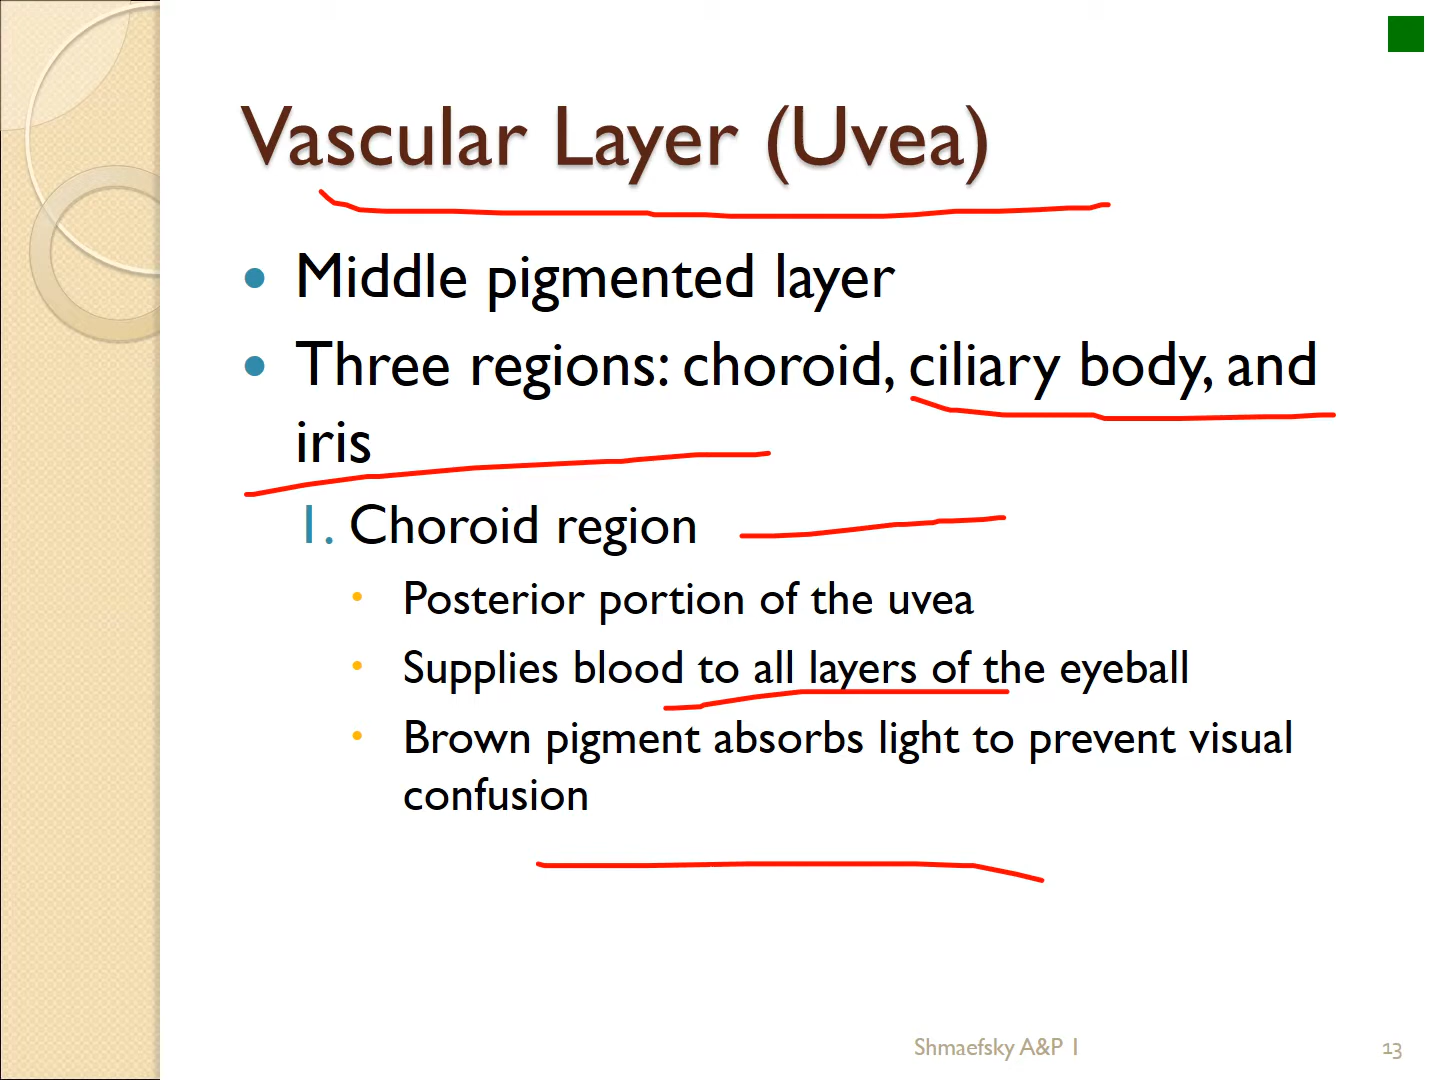 Vascular Layer (Uvea)
• Middle pigmented layer
• Three regions: choroid, ciliary body, and
iris
1. Choroid region
• Posterior portion of the uvea
• Supplies blood to all layers of the eyeball
• Brown pigment absorbs light to prevent visual
confusion
Shmaefsky A&P 1
13